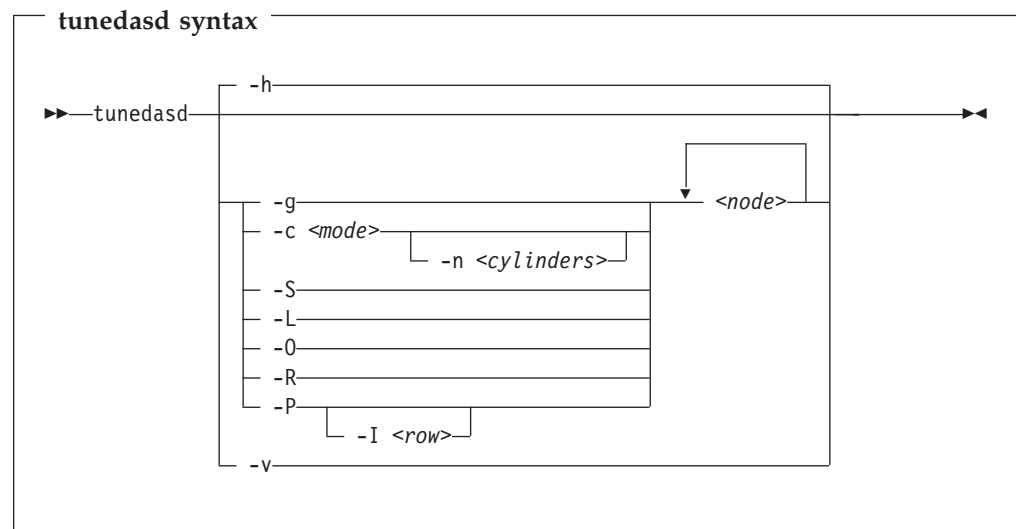 tunedasd syntax
-h
tunedasd
-g <node>
-c <mode>
-n <cylinders>
-S
-L
-O
-R
-P
-I <row>
-v